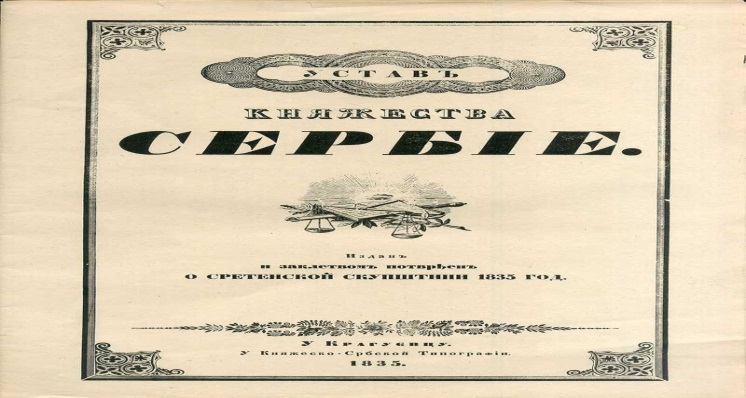 УСТАВЪ
КНЯЖЕСТВА
СЕРБІЕ.
Изданъ
и заклетвомъ потврђенъ
О СРЕТЕНСКОЙ СКУПШТИНИ 1835 ГОД.
У КРАГУЕВЦУ.
У Княжеско-Србской Типографіи.
1835.